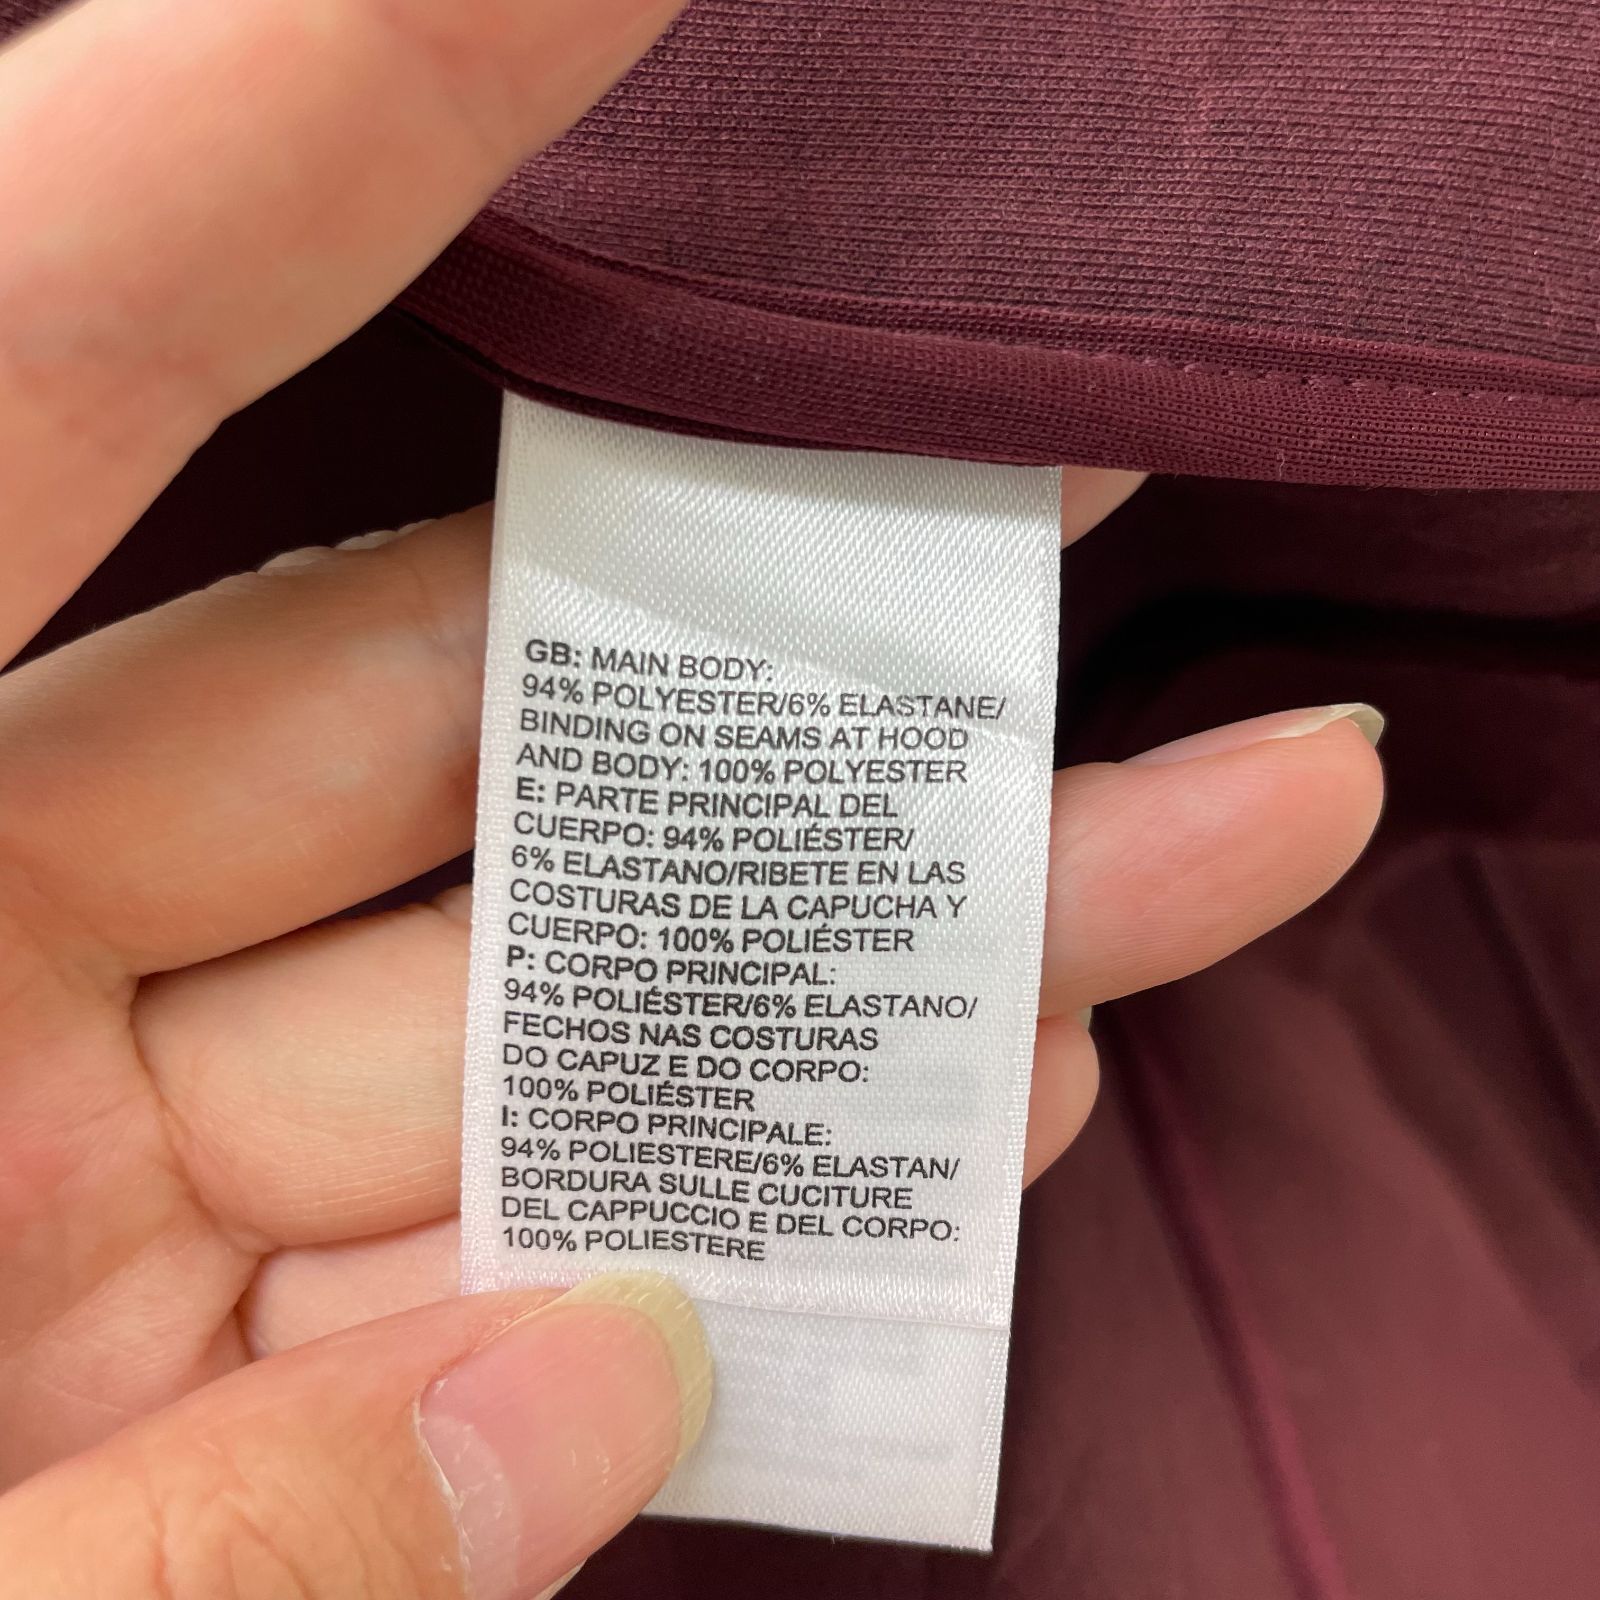 GB: MAIN BODY:
94% POLYESTER/6% ELASTANE/
BINDING ON SEAMS AT HOOD
AND BODY: 100% POLYESTER
E: PARTE PRINCIPAL DEL
CUERPO: 94% POLIÉSTER/
6% ELASTANO/RIBETE EN LAS
COSTURAS DE LA CAPUCHA Y
CUERPO: 100% POLIÉSTER
P: CORPO PRINCIPAL:
94% POLIÉSTER/6% ELASTANO/
FECHOS NAS COSTURAS
DO CAPUZ E DO CORPO:
100% POLIÉSTER
I: CORPO PRINCIPALE:
94% POLIESTERE/6% ELASTAN/
BORDURA SULLE CUCITURE
DEL CAPPUCCIO E DEL CORPO:
100% POLIESTERE